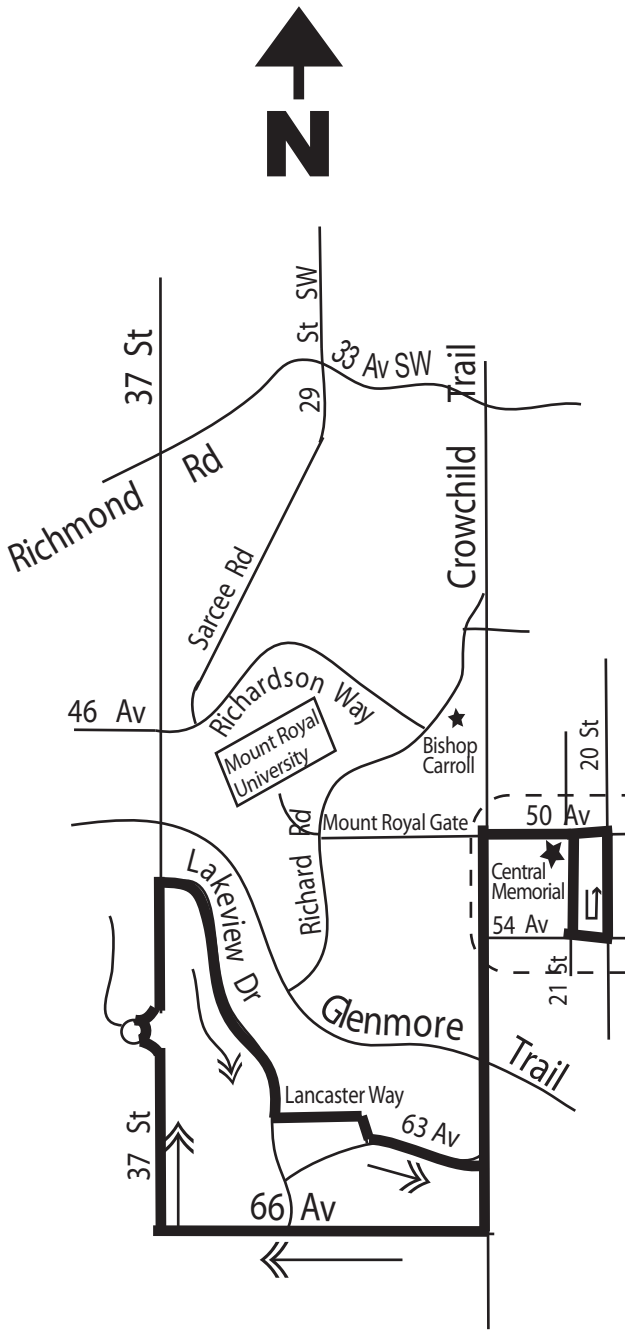 N
37 St
29 St SW
33 Av SW
Crowchild Trail
Richmond Rd
Sarcee Rd
Richardson Way
46 Av
Mount Royal
University
Bishop
Carroll
20 St
50 Av
Mount Royal Gate
Richard Rd
Central
Memorial
54 Av
21 St
Lakeview Dr
Glenmore Trail
Lancaster Way
63 Av
37 St
66 Av